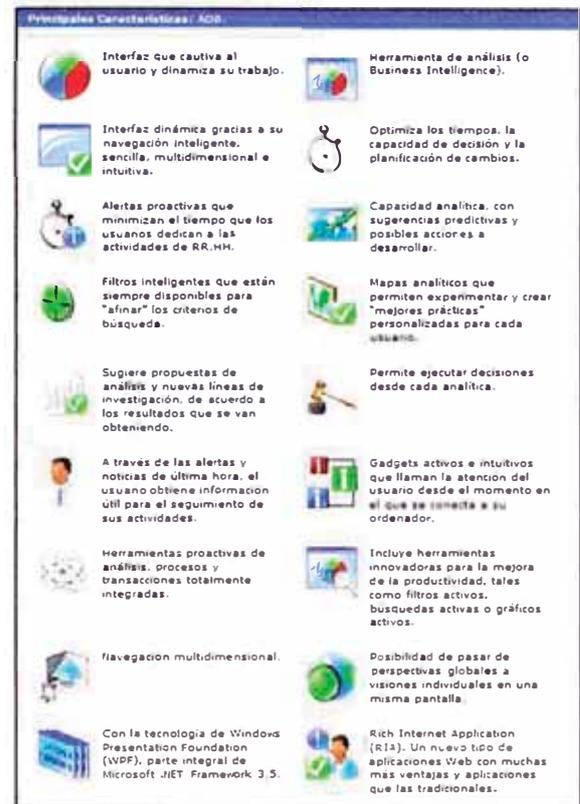 Principales Características: ADB.
Interfaz que cautiva al
usuario y dinamiza su trabajo.
Herramienta de análisis (o
Business Intelligence).
Interfaz dinámica gracias a su
navegación inteligente,
sencilla, multidimensional e
intuitiva.
Optimiza los tiempos, la
capacidad de decisión y la
planificación de cambios.
Alertas proactivas que
minimizan el tiempo que los
usuarios dedican a las
actividades de RR.HH.
Capacidad analítica, con
sugerencias predictivas y
posibles acciones a
desarrollar.
Filtros inteligentes que están
siempre disponibles para
"afinar" los criterios de
búsqueda.
Mapas analíticos que
permiten experimentar y crear
"mejores prácticas"
personalizadas para cada
usuario.
Sugiere propuestas de
análisis y nuevas líneas de
investigación, de acuerdo a
los resultados que se van
obteniendo.
Permite ejecutar decisiones
desde cada analítica.
A través de las alertas y
noticias de última hora, el
usuario obtiene información
útil para el seguimiento de
sus actividades.
Gadgets activos e intuitivos
que llaman la atención del
usuario desde el momento en
el que se conecta a su
ordenador.
Herramientas proactivas de
análisis, procesos y
transacciones totalmente
integradas.
Incluye herramientas
innovadoras para la mejora
de la productividad, tales
como filtros activos,
búsquedas activas o gráficos
activos.
Navegación multidimensional.
Posibilidad de pasar de
perspectivas globales a
visiones individuales en una
misma pantalla.
Con la tecnología de Windows
Presentation Foundation
(WPF), parte integral de
Microsoft .NET Framework 3.5.
Rich Internet Application
(RIA). Un nuevo tipo de
aplicaciones Web con muchas
más ventajas y aplicaciones
que las tradicionales.